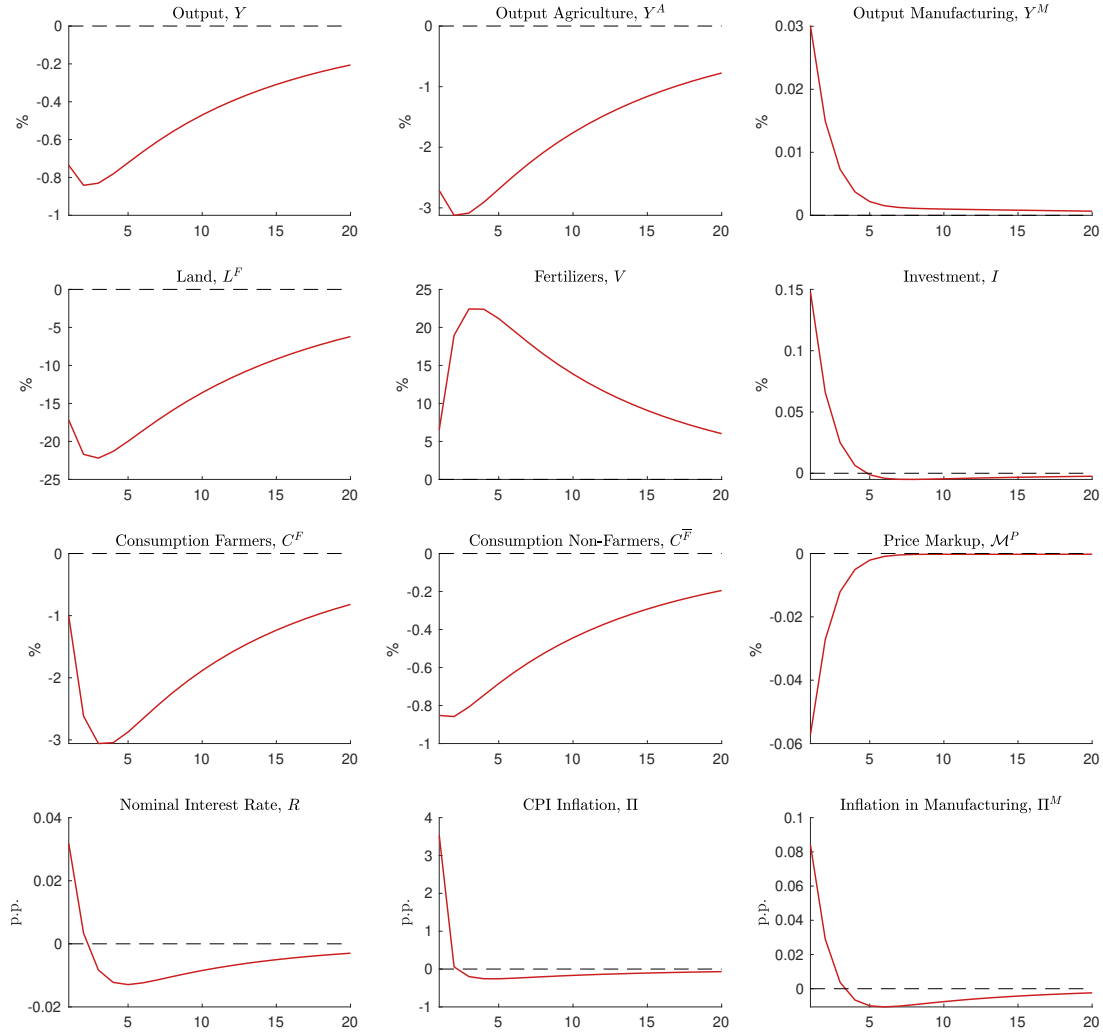 Output, Y
0
-0.2
-0.4
-0.6
-0.8
-1
%
5 10 15 20
Output Agriculture, Y^A
0
-1
-2
-3
%
5 10 15 20
Output Manufacturing, Y^M
0.03
0.02
0.01
0
%
5 10 15 20
Land, L^F
0
-5
-10
-15
-20
-25
%
5 10 15 20
Fertilizers, V
25
20
15
10
5
0
%
5 10 15 20
Investment, I
0.15
0.1
0.05
0
%
5 10 15 20
Consumption Farmers, C^F
0
-1
-2
-3
%
5 10 15 20
Consumption Non-Farmers, C^F̅
0
-0.2
-0.4
-0.6
-0.8
-1
%
5 10 15 20
Price Markup, ℳ^P
0
-0.02
-0.04
-0.06
%
5 10 15 20
Nominal Interest Rate, R
0.04
0.02
0
-0.02
p.p.
5 10 15 20
CPI Inflation, Π
4
3
2
1
0
-1
p.p.
5 10 15 20
Inflation in Manufacturing, Π^M
0.1
0.08
0.06
0.04
0.02
0
p.p.
5 10 15 20